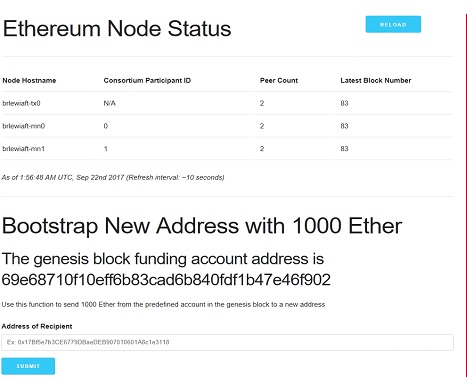 Ethereum Node Status
RELOAD
Node Hostname Consortium Participant ID Peer Count Latest Block Number
brlewiaft-tx0 N/A 2 83
brlewiaft-mn0 0 2 83
brlewiaft-mn1 1 2 83
As of 1:56:48 AM UTC, Sep 22nd 2017 (Refresh interval: ~10 seconds)
Bootstrap New Address with 1000 Ether
The genesis block funding account address is
69e68710f10eff6b83cad6b840fdf1b47e46f902
Use this function to send 1000 Ether from the predefined account in the genesis block to a new address
Address of Recipient
Ex: 0x17Bf5e7b3CE6779DBaeDEB907010601A8c1e3118
SUBMIT